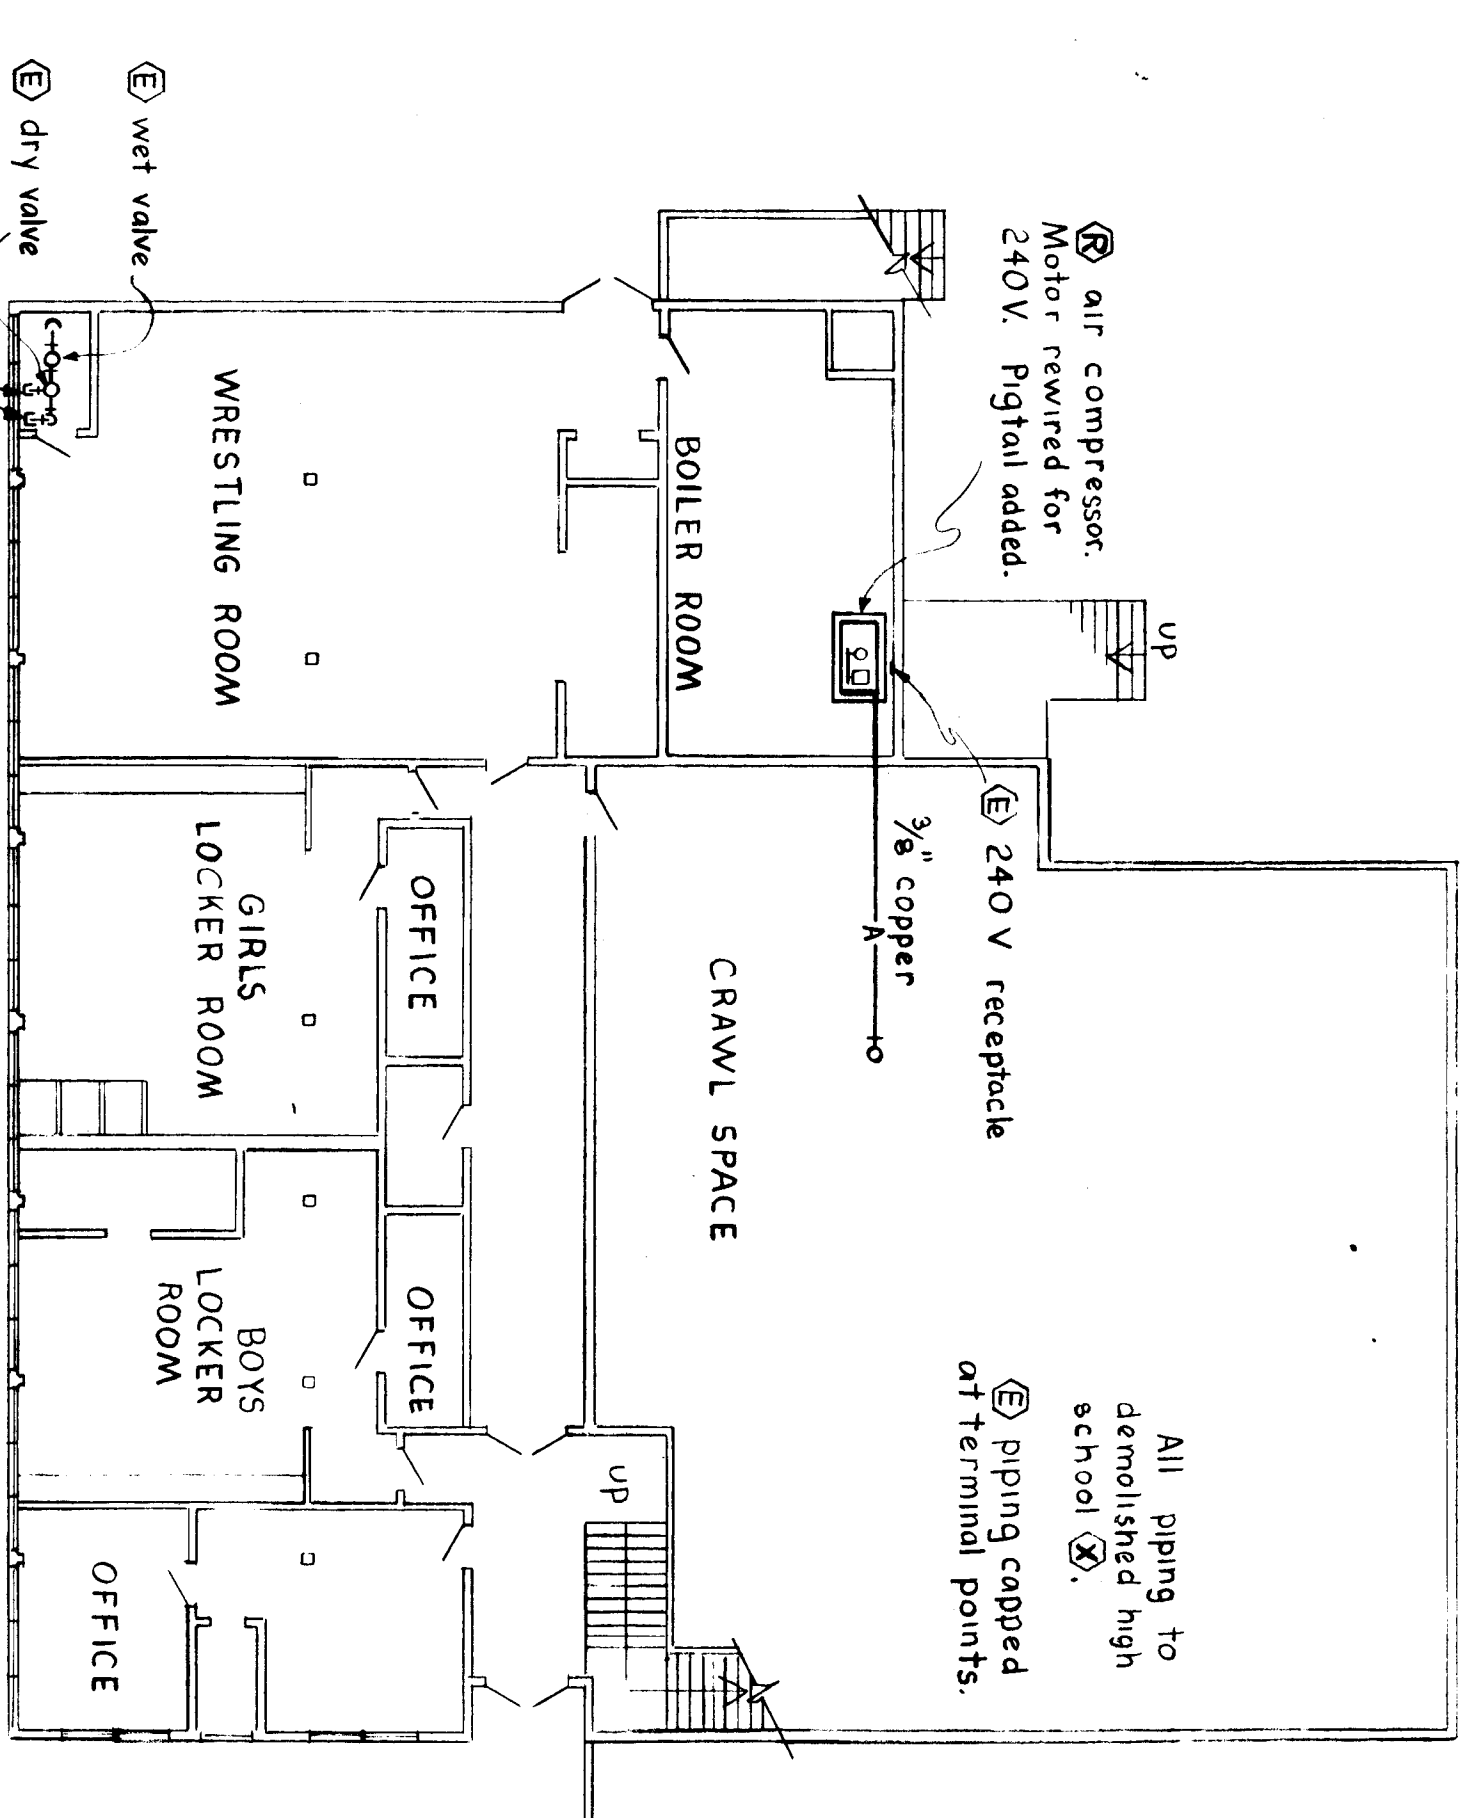 Ⓡ air compressor.
Motor rewired for
240V. Pigtail added.
up
Ⓔ 240 V receptacle
3/8" copper
A
All piping to
demolished high
school Ⓧ.
Ⓔ piping capped
at terminal points.
BOILER ROOM
CRAWL SPACE
up
Ⓔ wet valve
Ⓔ dry valve
WRESTLING ROOM
OFFICE
GIRLS
LOCKER ROOM
OFFICE
BOYS
LOCKER
ROOM
OFFICE